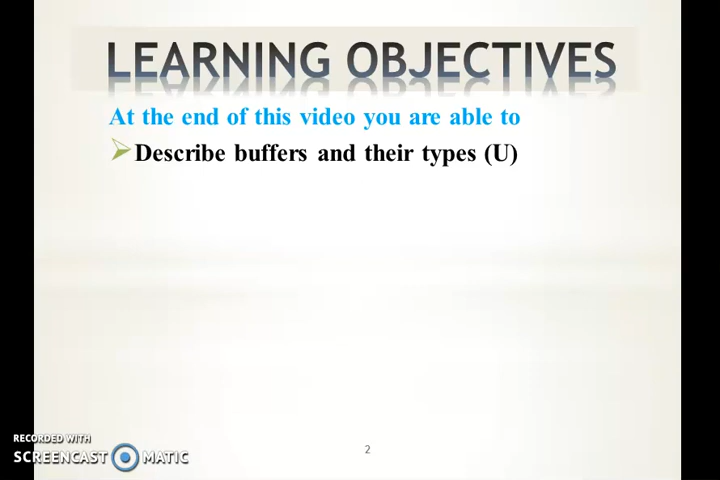 LEARNING OBJECTIVES
At the end of this video you are able to
Describe buffers and their types (U)
RECORDED WITH
SCREENCAST MATIC
2